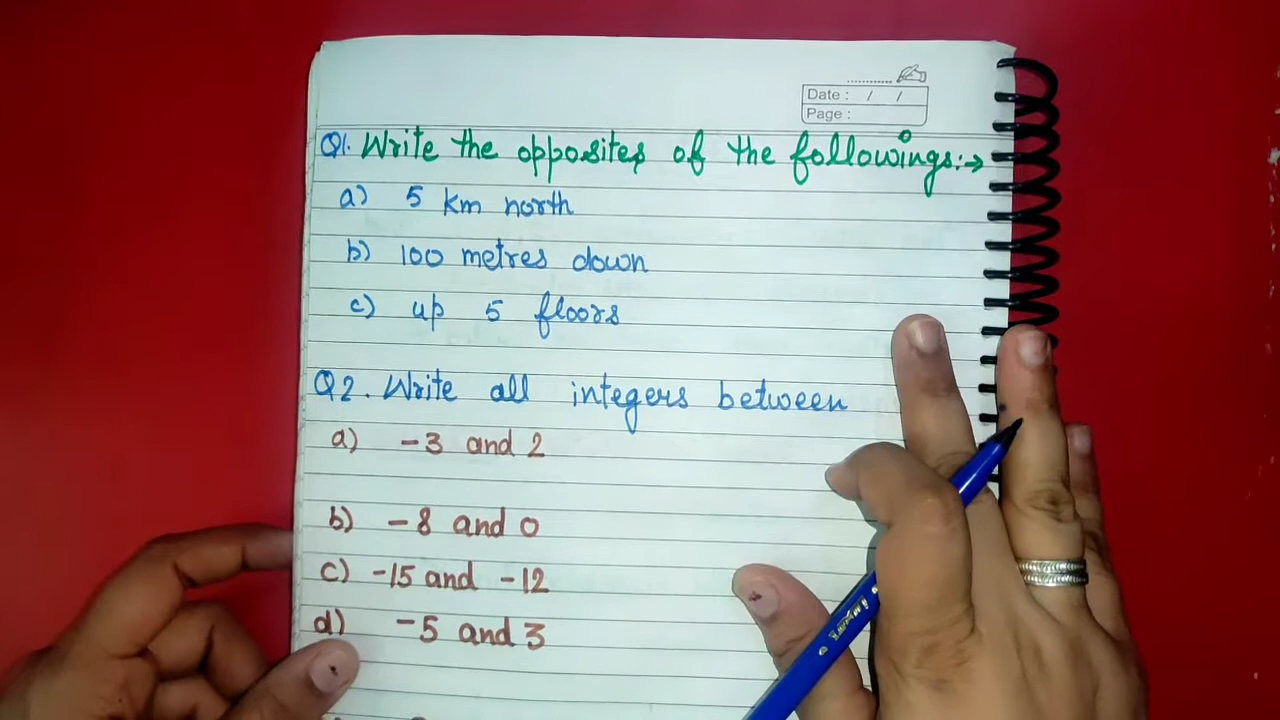 Date : / /
Page :
Q1. Write the opposites of the followings:→
a) 5 km north
b) 100 metres down
c) up 5 floors
Q2. Write all integers between
a) -3 and 2
b) -8 and 0
c) -15 and -12
d) -5 and 3